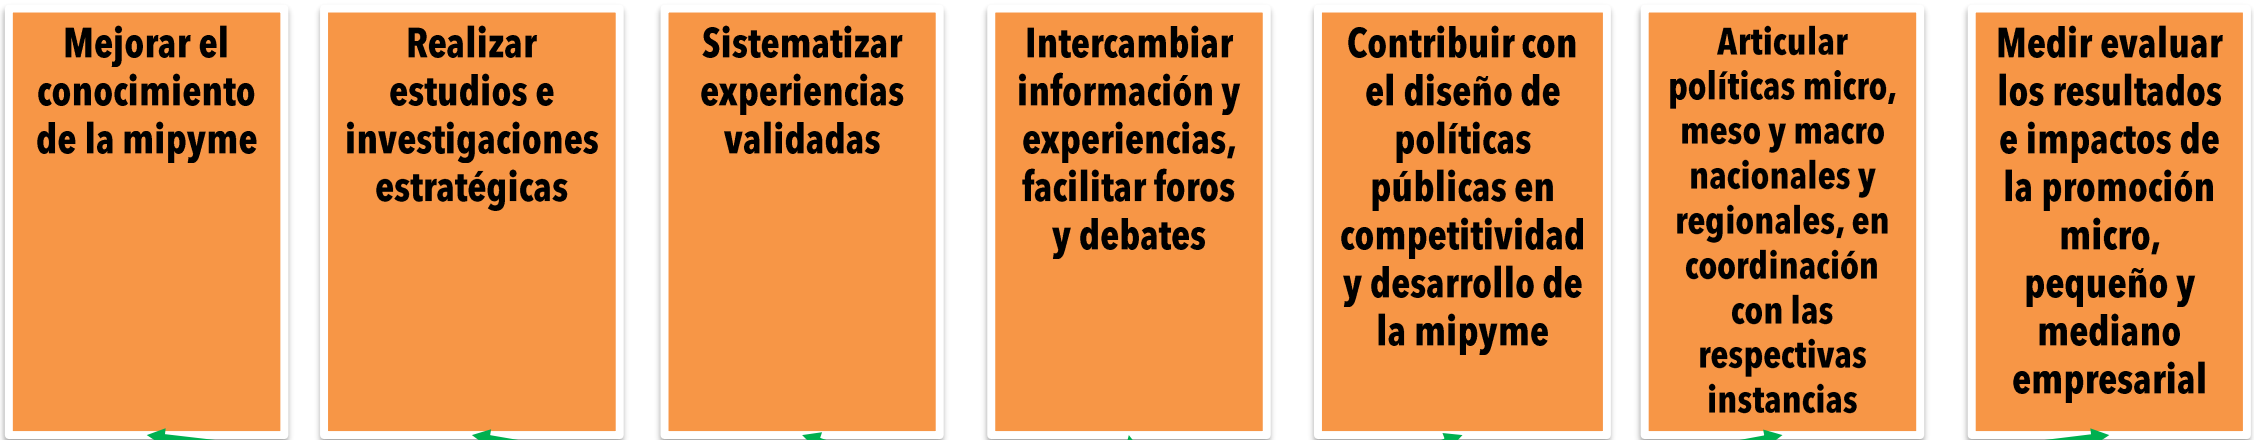 Mejorar el
conocimiento
de la mipyme
Realizar
estudios e
investigaciones
estratégicas
Sistematizar
experiencias
validadas
Intercambiar
información y
experiencias,
facilitar foros
y debates
Contribuir con
el diseño de
políticas
públicas en
competitividad
y desarrollo de
la mipyme
Articular
políticas micro,
meso y macro
nacionales y
regionales, en
coordinación
con las
respectivas
instancias
Medir evaluar
los resultados
e impactos de
la promoción
micro,
pequeño y
mediano
empresarial